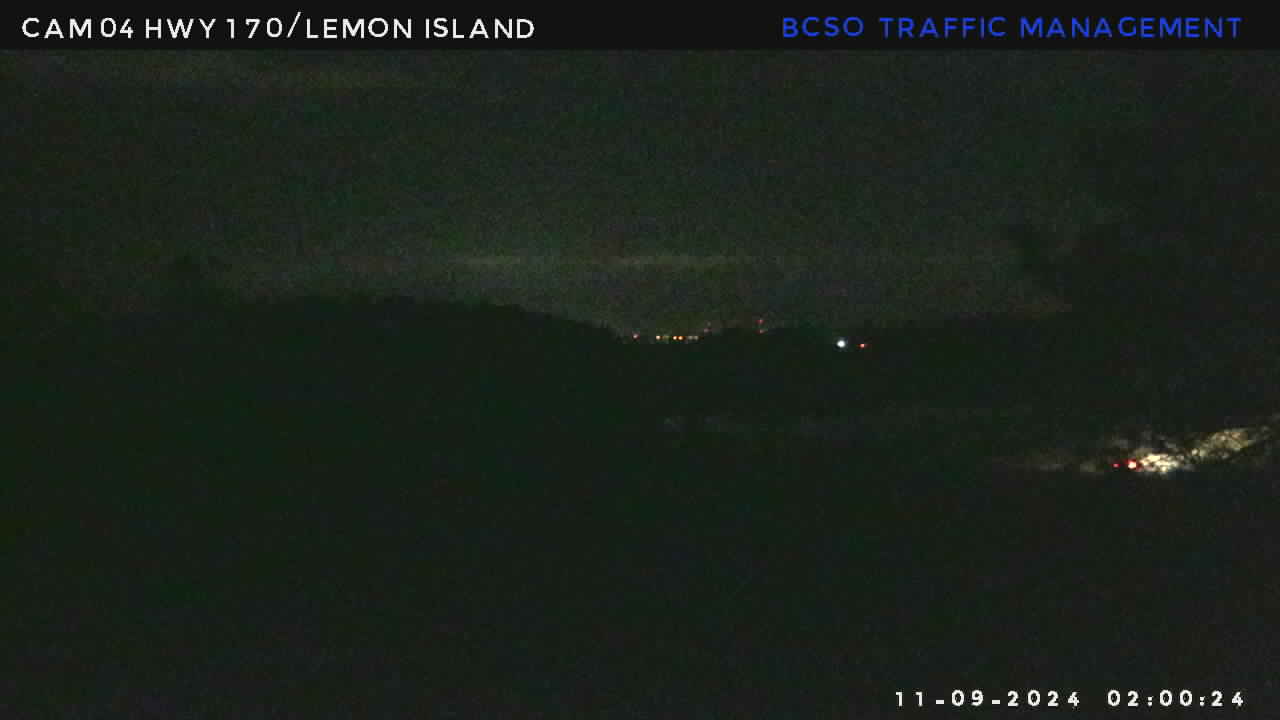 CAM04 HWY 170/LEMON ISLAND
BCSO TRAFFIC MANAGEMENT
11-09-2024 02:00:24